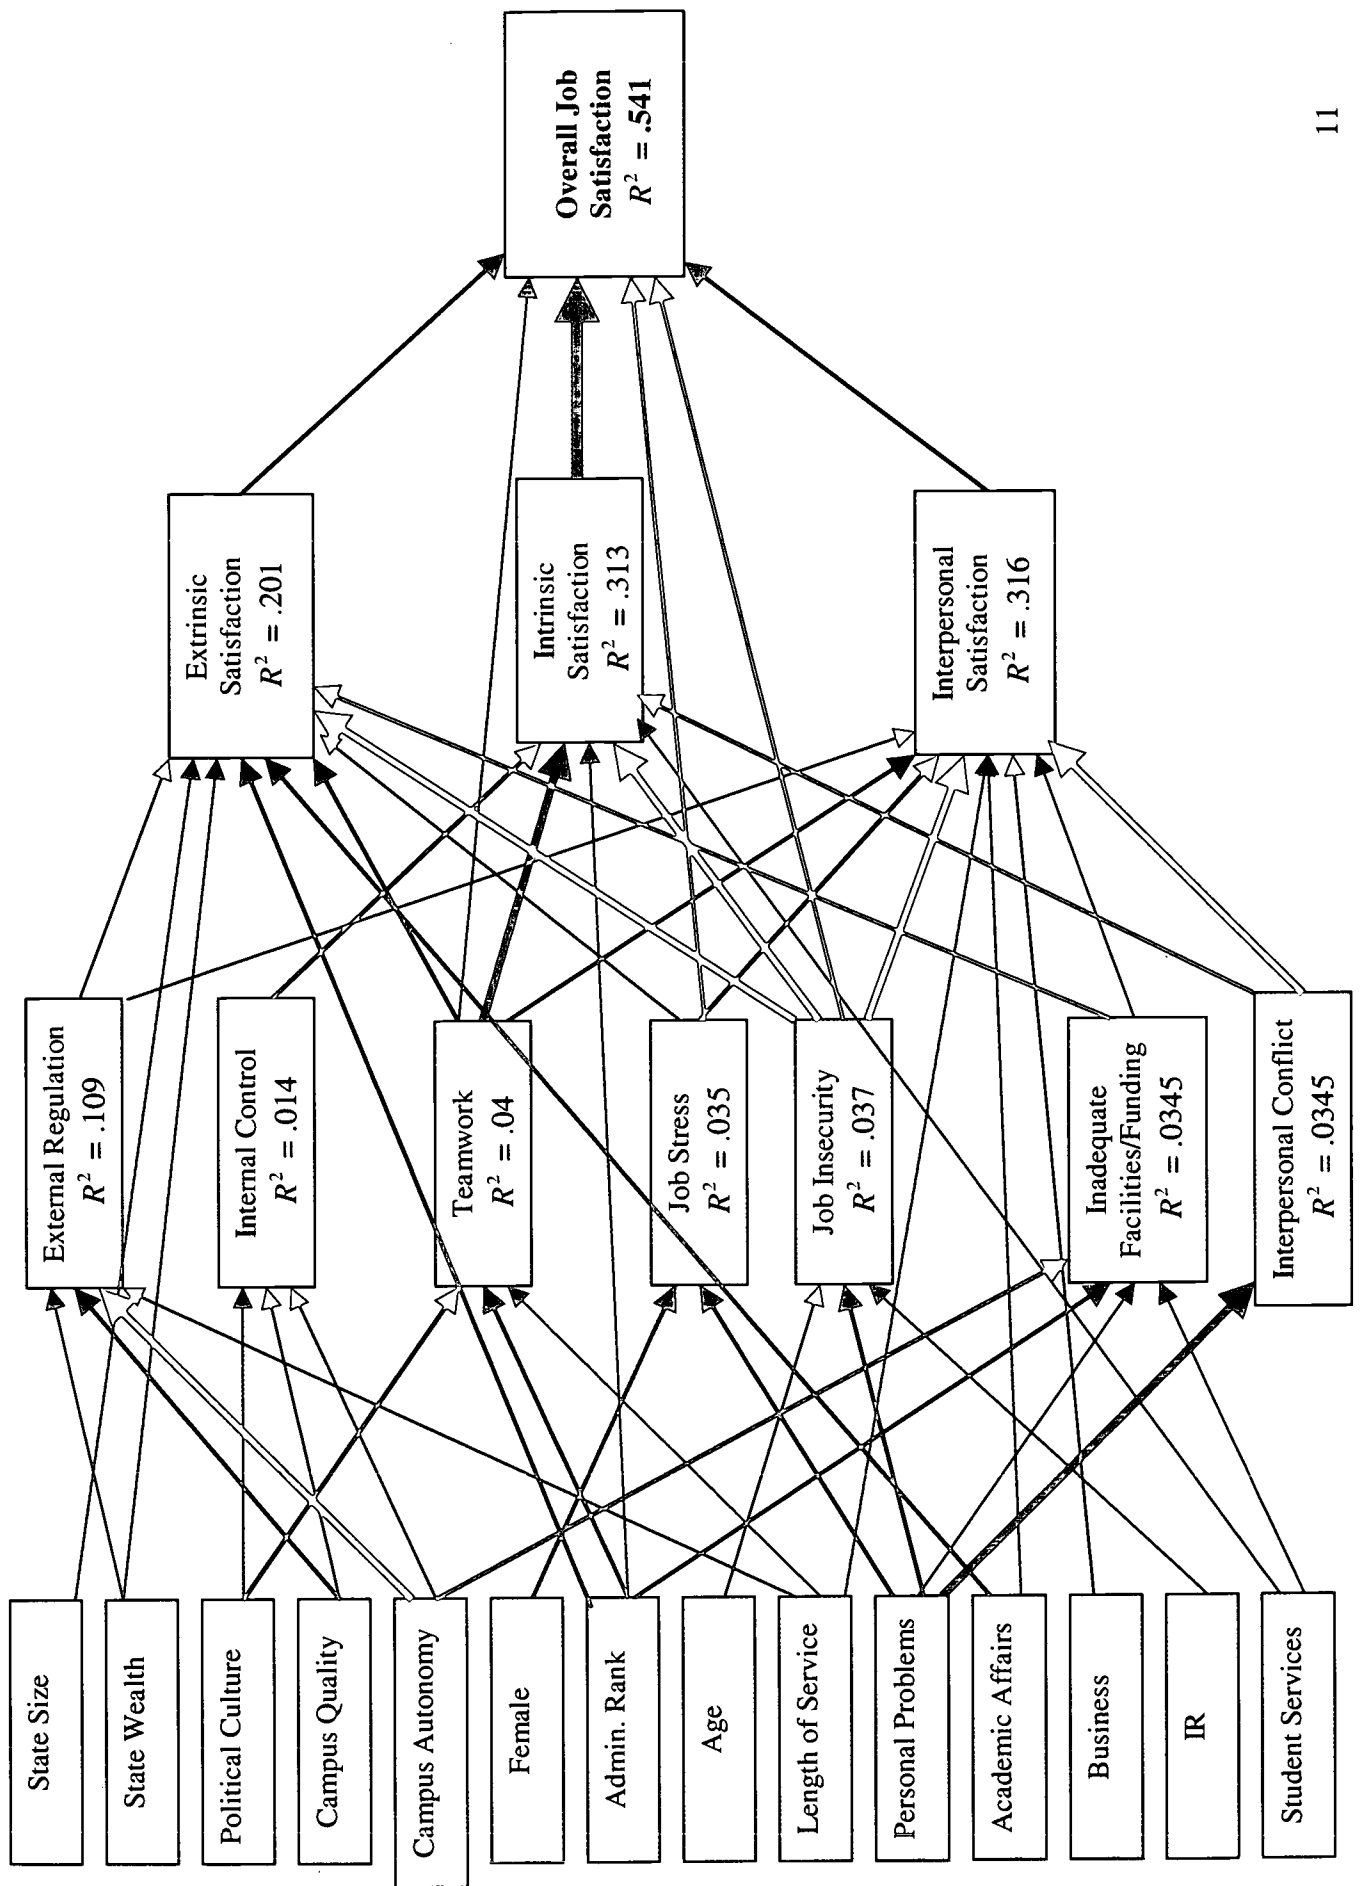 State Size
State Wealth
Political Culture
Campus Quality
Campus Autonomy
Female
Admin. Rank
Age
Length of Service
Personal Problems
Academic Affairs
Business
IR
Student Services
External Regulation
R² = .109
Internal Control
R² = .014
Teamwork
R² = .04
Job Stress
R² = .035
Job Insecurity
R² = .037
Inadequate
Facilities/Funding
R² = .0345
Interpersonal Conflict
R² = .0345
Extrinsic
Satisfaction
R² = .201
Intrinsic
Satisfaction
R² = .313
Interpersonal
Satisfaction
R² = .316
Overall Job
Satisfaction
R² = .541
11